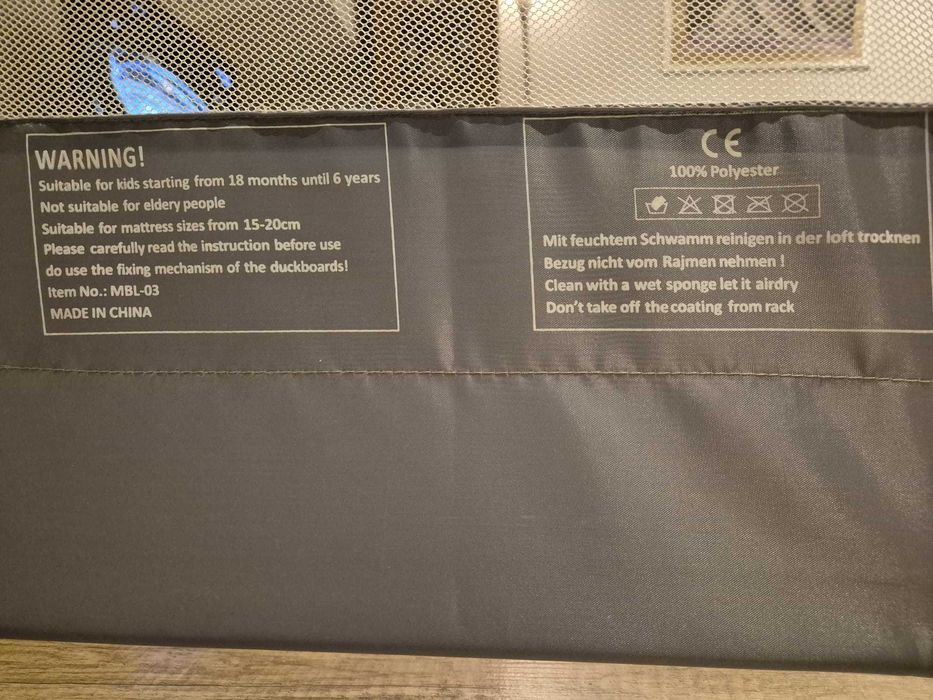 WARNING!
Suitable for kids starting from 18 months until 6 years
Not suitable for eldery people
Suitable for mattress sizes from 15-20cm
Please carefully read the instruction before use
do use the fixing mechanism of the duckboards!
Item No.: MBL-03
MADE IN CHINA
CE
100% Polyester
Mit feuchtem Schwamm reinigen in der loft trocknen
Bezug nicht vom Rajmen nehmen !
Clean with a wet sponge let it airdry
Don't take off the coating from rack